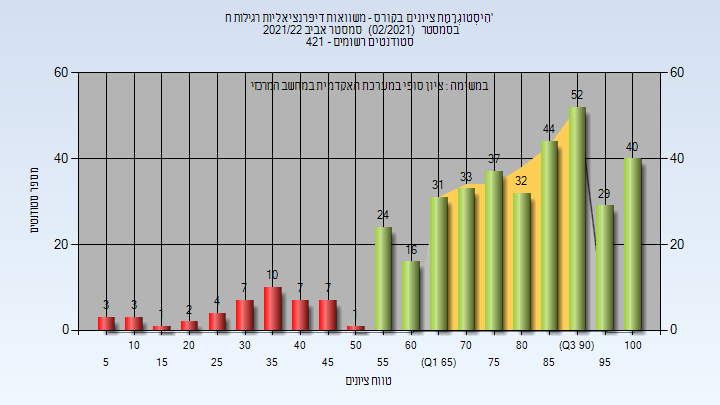 היסטוגרמת ציונים בקורס - משוואות דיפרנציאליות רגילות ח'
בסמסטר (02/2021) סמסטר אביב 2021/22
סטודנטים רשומים - 421
במשימה : ציון סופי במערכת האקדמית במחשב המרכזי
מספר סטודנטים
60 60
40 40
20 20
0 0
3 3 1 2 4 7 10 7 7 1 24 16 31 33 37 32 44 52 29 40
10 20 30 40 50 60 70 80 (Q3 90) 100
5 15 25 35 45 55 (Q1 65) 75 85 95
טווח ציונים